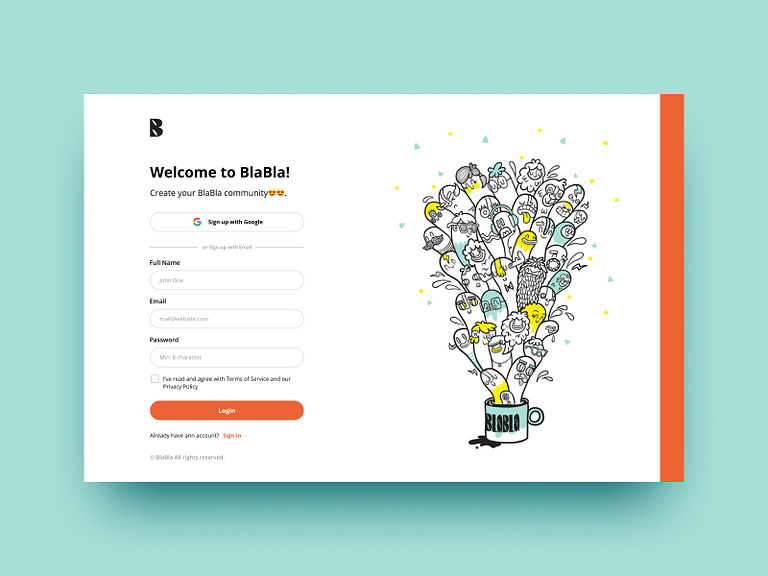 B
Welcome to BlaBla!
Create your BlaBla community😍😍.
Sign up with Google
or Sign up with Email
Full Name
John Doe
Email
mail@website.com
Password
Min. 8 character
I've read and agree with Terms of Service and our
Privacy Policy
Login
Already have ann account? Sign in
© BlaBla All rights reserved.
BLABLA